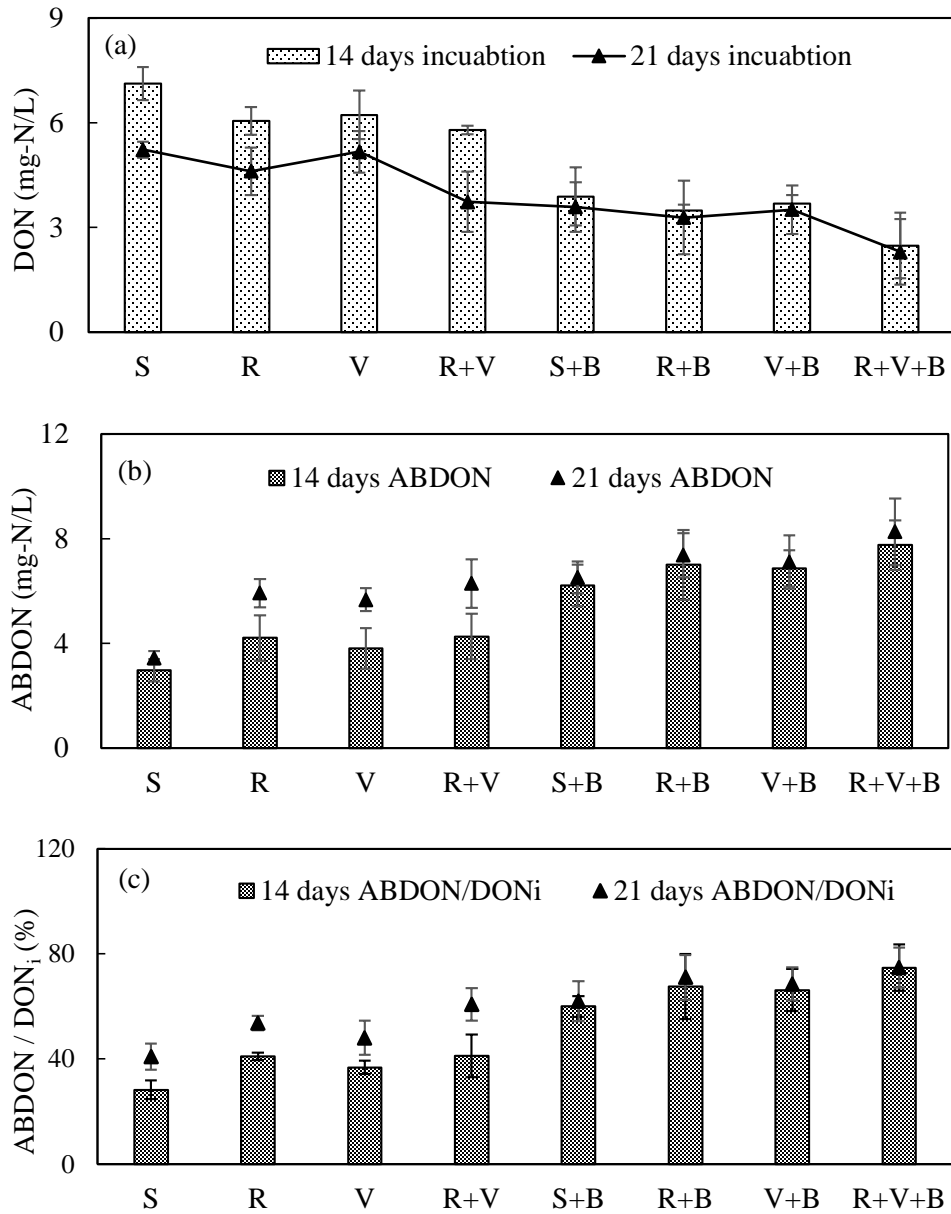 (a)
14 days incuabtion
21 days incuabtion
DON (mg-N/L)
9
6
3
0
S R V R+V S+B R+B V+B R+V+B
(b)
14 days ABDON
21 days ABDON
ABDON (mg-N/L)
12
8
4
0
S R V R+V S+B R+B V+B R+V+B
(c)
14 days ABDON/DONi
21 days ABDON/DONi
ABDON / DONi (%)
120
80
40
0
S R V R+V S+B R+B V+B R+V+B